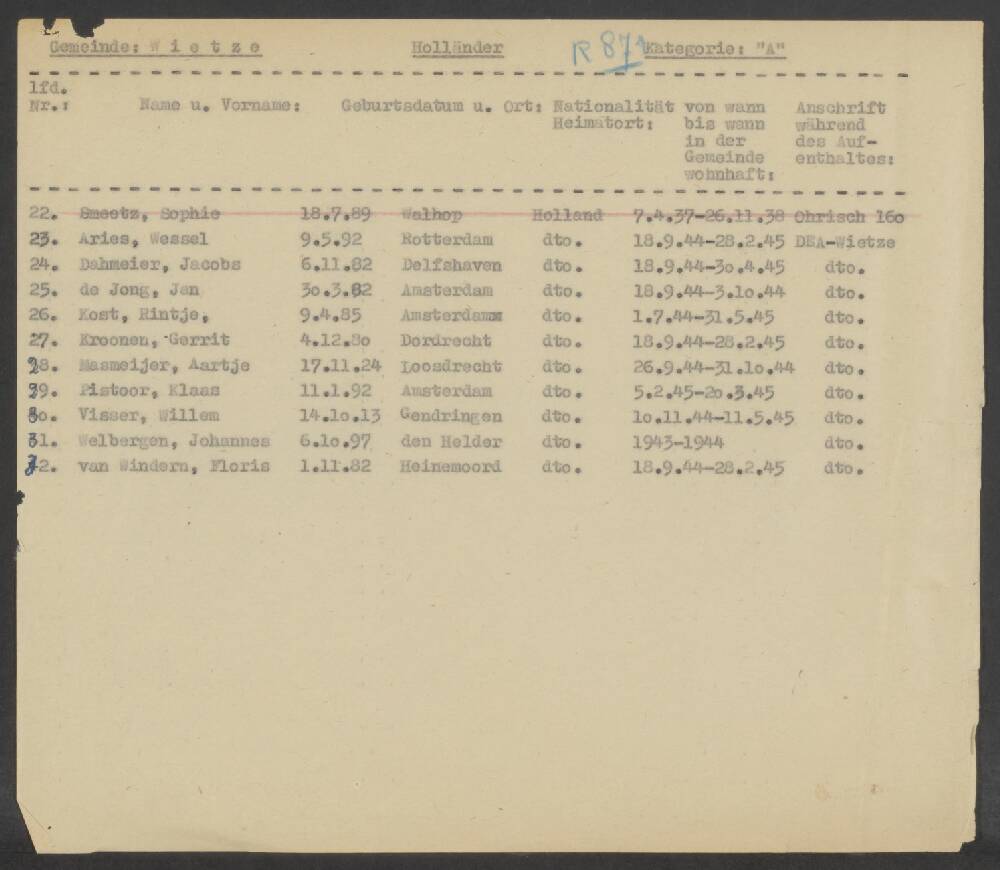 Gemeinde: W i e t z e Holländer R 871 Kategorie: "A"
lfd.
Nr.: Name u. Vorname: Geburtsdatum u. Ort: Nationalität von wann Anschrift
Heimatort: bis wann während
in der des Auf-
Gemeinde enthaltes:
wohnhaft:
22. Smeetz, Sophie 18.7.89 Walhop Holland 7.4.37-26.11.38 Ohrisch 16o
23. Aries, Wessel 9.5.92 Rotterdam dto. 18.9.44-28.2.45 DEA-Wietze
24. Dahmeier, Jacobs 6.11.82 Delfshaven dto. 18.9.44-3o.4.45 dto.
25. de Jong, Jan 3o.3.82 Amsterdam dto. 18.9.44-3.1o.44 dto.
26. Kost, Rintje, 9.4.85 Amsterdam dto. 1.7.44-31.5.45 dto.
27. Kroonen, Gerrit 4.12.8o Dordrecht dto. 18.9.44-28.2.45 dto.
28. Masmeijer, Aartje 17.11.24 Loosdrecht dto. 26.9.44-31.1o.44 dto.
29. Pistoor, Klaas 11.1.92 Amsterdam dto. 5.2.45-2o.3.45 dto.
3o. Visser, Willem 14.1o.13 Gendringen dto. 1o.11.44-11.5.45 dto.
31. Welbergen, Johannes 6.1o.97 den Helder dto. 1943-1944 dto.
32. van Windern, Floris 1.11.82 Heinemoord dto. 18.9.44-28.2.45 dto.